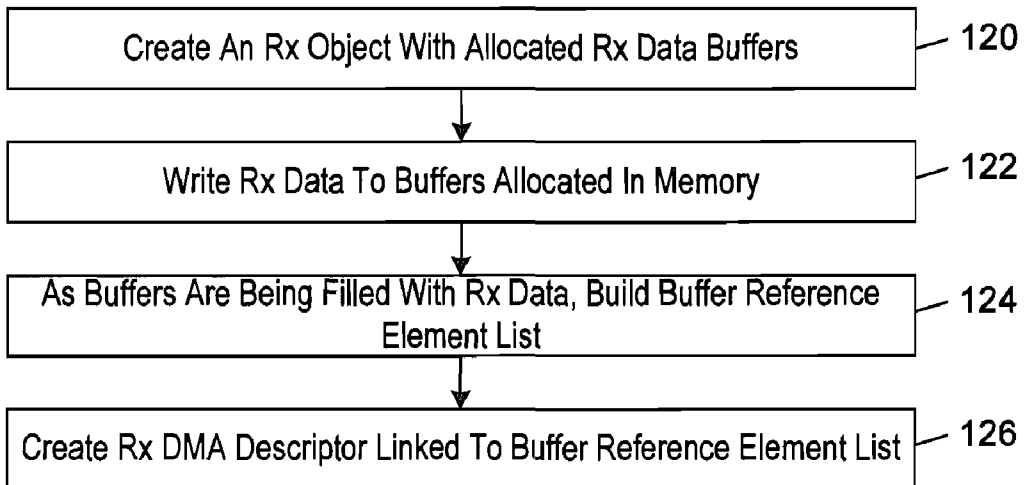 Create An Rx Object With Allocated Rx Data Buffers
120
Write Rx Data To Buffers Allocated In Memory
122
As Buffers Are Being Filled With Rx Data, Build Buffer Reference
Element List
124
Create Rx DMA Descriptor Linked To Buffer Reference Element List
126